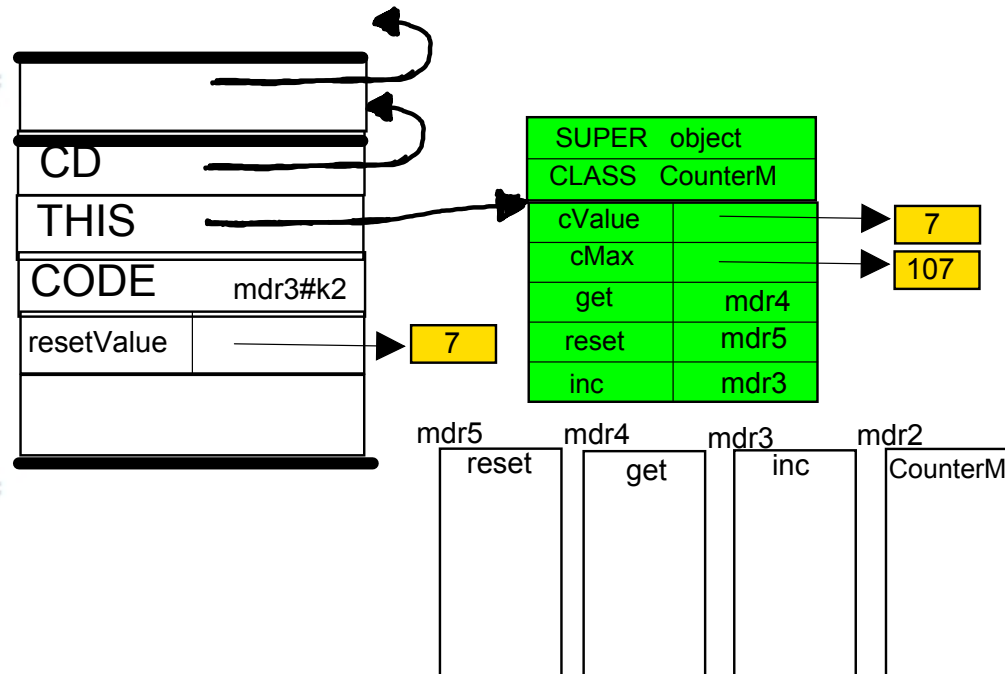 CD
THIS
CODE mdr3#k2
resetValue 7
SUPER object
CLASS CounterM
cValue 7
cMax 107
get mdr4
reset mdr5
inc mdr3
mdr5 mdr4 mdr3 mdr2
reset get inc CounterM